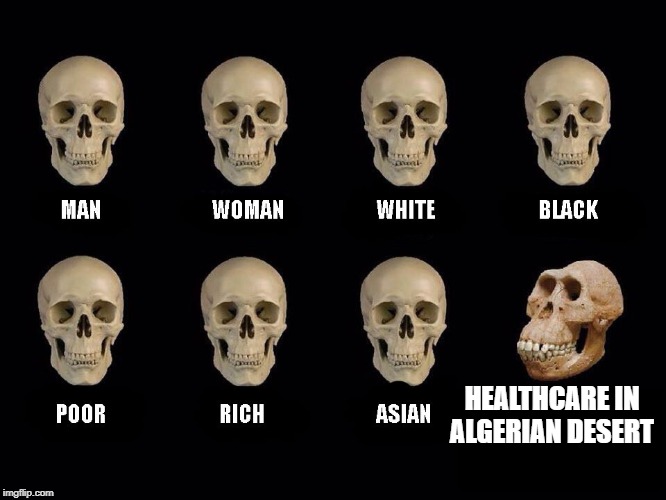 MAN
WOMAN
WHITE
BLACK
POOR
RICH
ASIAN
HEALTHCARE IN
ALGERIAN DESERT
imgflip.com